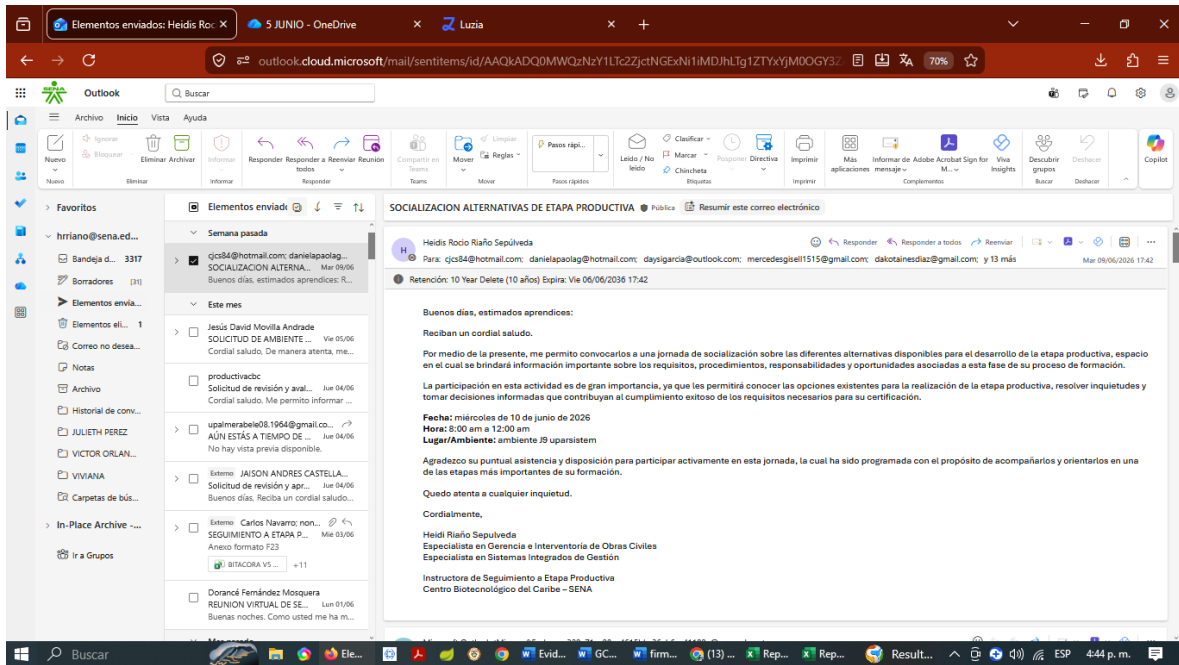 Elementos enviados: Heidis Roc
5 JUNIO - OneDrive
Luzia
outlook.cloud.microsoft/mail/sentitems/id/AAQkADQ0MWQzNzY1LTc2ZjctNGExNi1iMDJhLTg1ZTYxYjM0OGY3Z
70%
SENA
Outlook
Buscar
Archivo Inicio Vista Ayuda
Nuevo
Ignorar
Bloquear
Eliminar Archivar
Informar
Responder Responder a todos Reenviar Reunión
Compartir en Teams
Mover
Limpiar
Reglas
Pasos rápi...
Leído / No leído
Clasificar
Marcar
Chincheta
Posponer Directiva
Imprimir
Más aplicaciones
Informar de mensaje
Adobe Acrobat Sign for M...
Viva Insights
Descubrir grupos
Deshacer
Copilot
Nuevo Eliminar Informar Responder Teams Mover Pasos rápidos Etiquetas Imprimir Complementos Buscar Deshacer
Favoritos
hrriano@sena.ed...
Bandeja d... 3317
Borradores [31]
Elementos envia...
Elementos eli... 1
Correo no desea...
Notas
Archivo
Historial de conv...
JULIETH PEREZ
VICTOR ORLAN...
VIVIANA
Carpetas de bús...
In-Place Archive -...
Ir a Grupos
Elementos enviado
Semana pasada
cjcs84@hotmail.com; danielapaolag...
SOCIALIZACION ALTERNA... Mar 09/06
Buenos días, estimados aprendices: R...
Este mes
Jesús David Movilla Andrade
SOLICITUD DE AMBIENTE ... Vie 05/06
Cordial saludo, De manera atenta, me...
productivacbc
Solicitud de revisión y aval... Jue 04/06
Cordial saludo. Me permito informar ...
upalmerabele08.1964@gmail.co...
AÚN ESTÁS A TIEMPO DE ... Jue 04/06
No hay vista previa disponible.
Externo JAISON ANDRES CASTELLA...
Solicitud de revisión y apr... Jue 04/06
Buenos días, Reciba un cordial saludo...
Externo Carlos Navarro; non...
SEGUIMIENTO A ETAPA P... Mié 03/06
Anexo formato F23
BITACORA V5 ... +11
Dorancé Fernández Mosquera
REUNION VIRTUAL DE SE... Lun 01/06
Buenas noches. Como usted me ha m...
SOCIALIZACION ALTERNATIVAS DE ETAPA PRODUCTIVA Pública Resumir este correo electrónico
H
Heidis Rocio Riaño Sepúlveda
Responder Responder a todos Reenviar
Para: cjcs84@hotmail.com; danielapaolag@hotmail.com; daysigarcia@outlook.com; mercedesgisell1515@gmail.com; dakotainesdiaz@gmail.com; y 13 más
Mar 09/06/2026 17:42
Retención: 10 Year Delete (10 años) Expira: Vie 06/06/2036 17:42
Buenos días, estimados aprendices:
Reciban un cordial saludo.
Por medio de la presente, me permito convocarlos a una jornada de socialización sobre las diferentes alternativas disponibles para el desarrollo de la etapa productiva, espacio
en el cual se brindará información importante sobre los requisitos, procedimientos, responsabilidades y oportunidades asociadas a esta fase de su proceso de formación.
La participación en esta actividad es de gran importancia, ya que les permitirá conocer las opciones existentes para la realización de la etapa productiva, resolver inquietudes y
tomar decisiones informadas que contribuyan al cumplimiento exitoso de los requisitos necesarios para su certificación.
Fecha: miércoles de 10 de junio de 2026
Hora: 8:00 am a 12:00 am
Lugar/Ambiente: ambiente J9 uparsistem
Agradezco su puntual asistencia y disposición para participar activamente en esta jornada, la cual ha sido programada con el propósito de acompañarlos y orientarlos en una
de las etapas más importantes de su formación.
Quedo atenta a cualquier inquietud.
Cordialmente,
Heidi Riaño Sepulveda
Especialista en Gerencia e Interventoría de Obras Civiles
Especialista en Sistemas Integrados de Gestión
Instructora de Seguimiento a Etapa Productiva
Centro Biotecnológico del Caribe – SENA
Buscar
Ele...
Evid...
GC...
firm...
(13) ...
Rep...
Rep...
Result...
ESP
4:44 p. m.